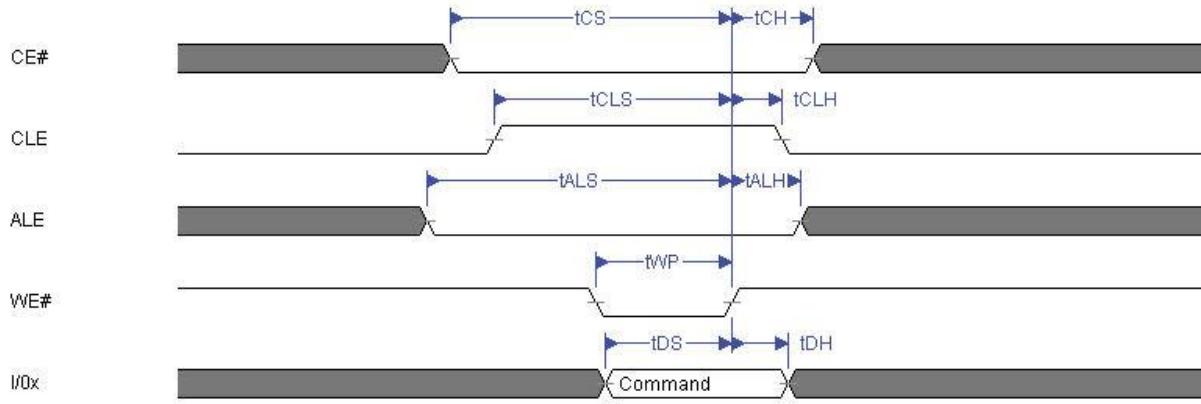 tCS tCH
CE#
tCLS tCLH
CLE
tALS tALH
ALE
tWP
WE#
tDS tDH
I/0x Command